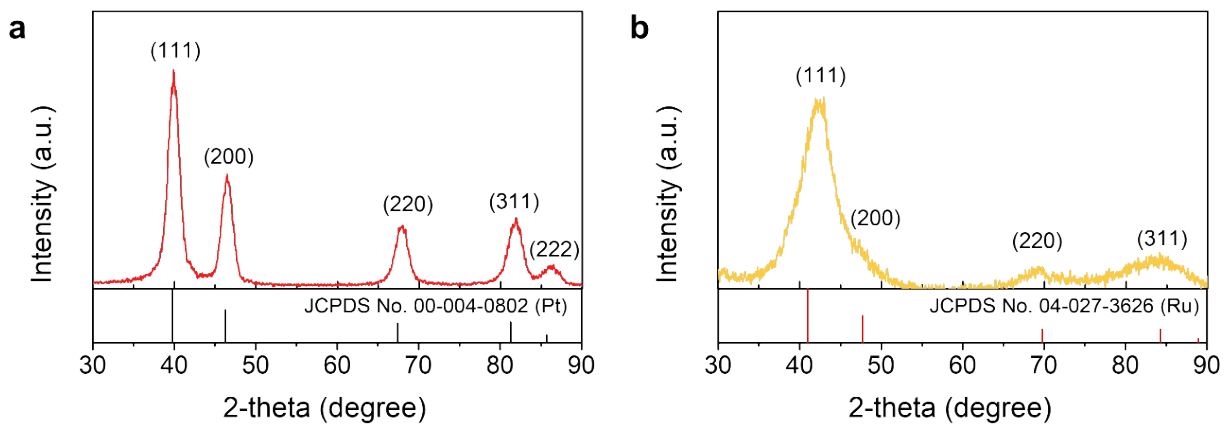 a
(111)
(200)
(220)
(311)
(222)
Intensity (a.u.)
JCPDS No. 00-004-0802 (Pt)
30 40 50 60 70 80 90
2-theta (degree)
b
(111)
(200)
(220)
(311)
Intensity (a.u.)
JCPDS No. 04-027-3626 (Ru)
30 40 50 60 70 80 90
2-theta (degree)